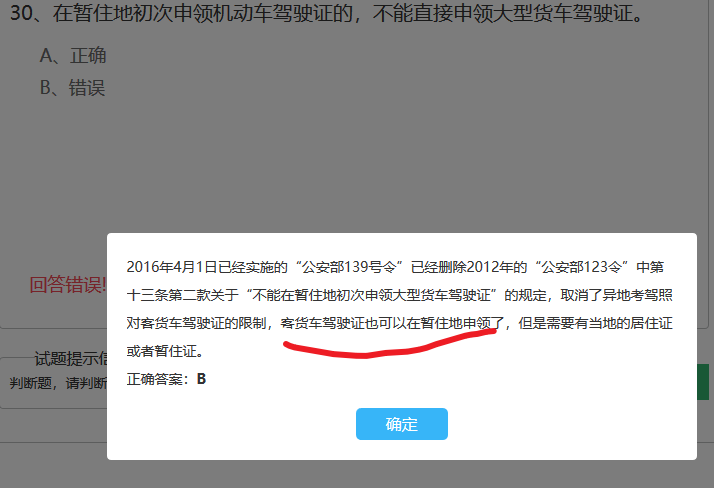 30、在暂住地初次申领机动车驾驶证的，不能直接申领大型货车驾驶证。
A、正确
B、错误
回答错误!
2016年4月1日已经实施的“公安部139号令”已经删除2012年的“公安部123令”中第
十三条第二款关于“不能在暂住地初次申领大型货车驾驶证”的规定，取消了异地考驾照
对客货车驾驶证的限制，客货车驾驶证也可以在暂住地申领了，但是需要有当地的居住证
或者暂住证。
正确答案：B
确定
试题提示信
判断题，请判断